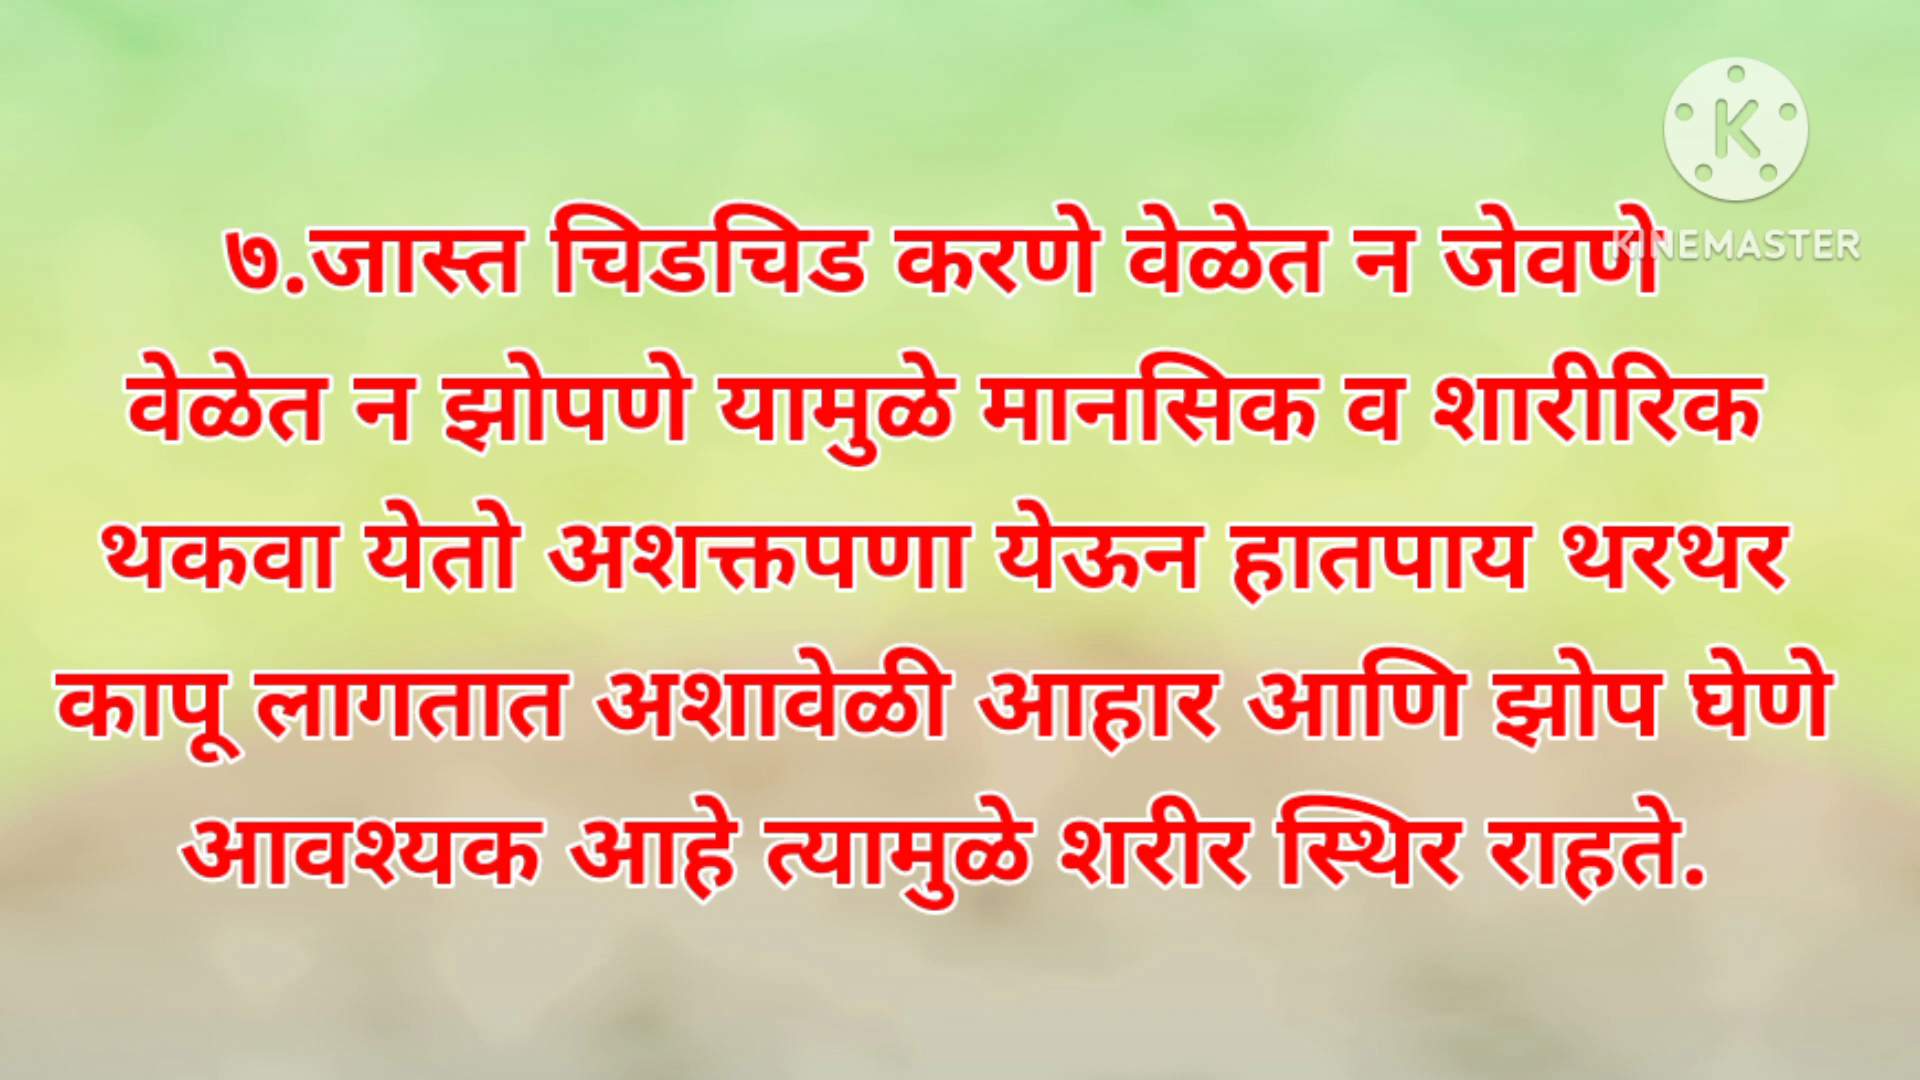 K
KINEMASTER
७.जास्त चिडचिड करणे वेळेत न जेवणे
वेळेत न झोपणे यामुळे मानसिक व शारीरिक
थकवा येतो अशक्तपणा येऊन हातपाय थरथर
कापू लागतात अशावेळी आहार आणि झोप घेणे
आवश्यक आहे त्यामुळे शरीर स्थिर राहते.